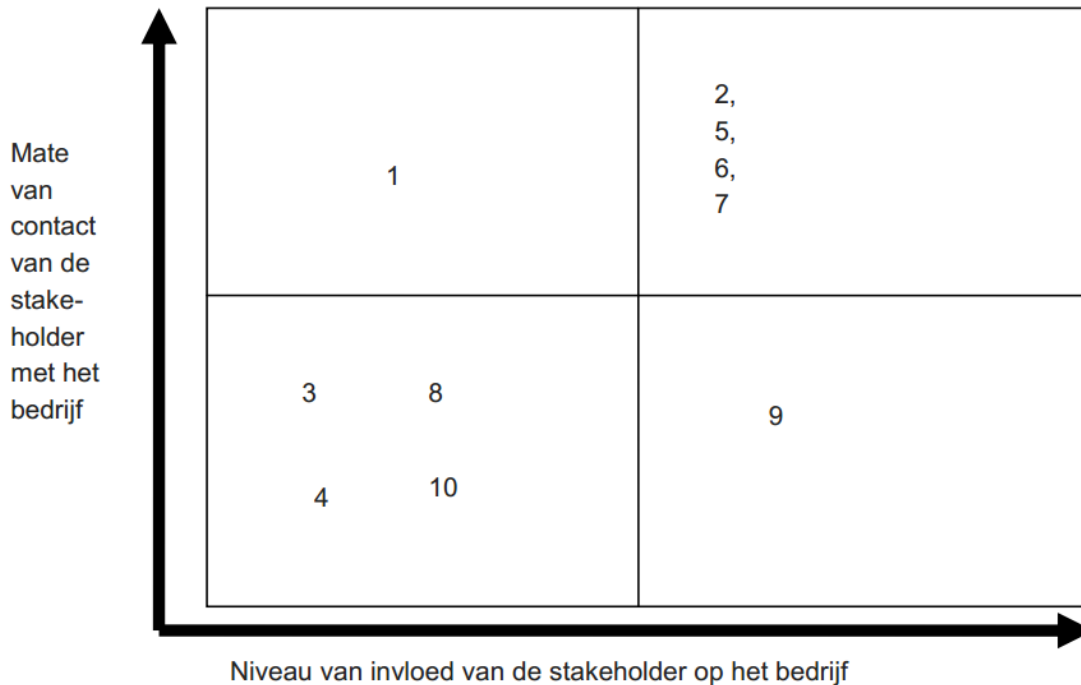 Mate
van
contact
van de
stake-
holder
met het
bedrijf
1
2,
5,
6,
7
3 8
4 10
9
Niveau van invloed van de stakeholder op het bedrijf